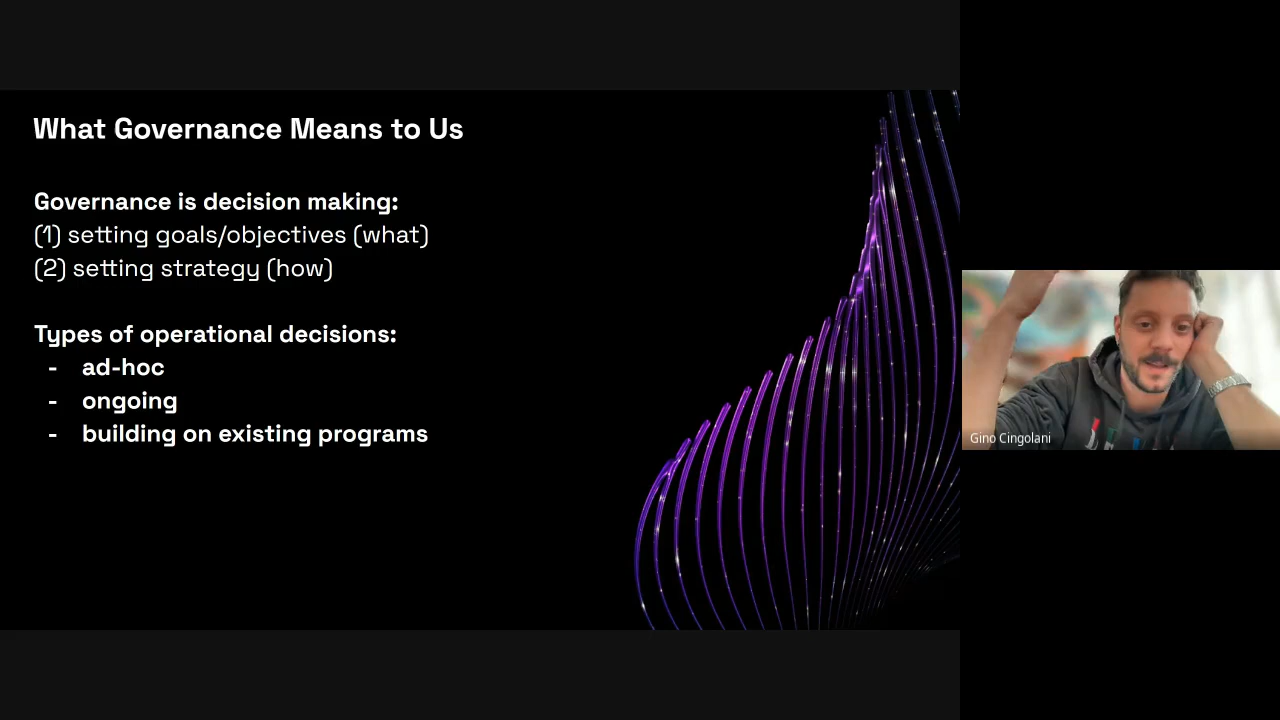 What Governance Means to Us
Governance is decision making:
(1) setting goals/objectives (what)
(2) setting strategy (how)
Types of operational decisions:
- ad-hoc
- ongoing
- building on existing programs
Gino Cingolani